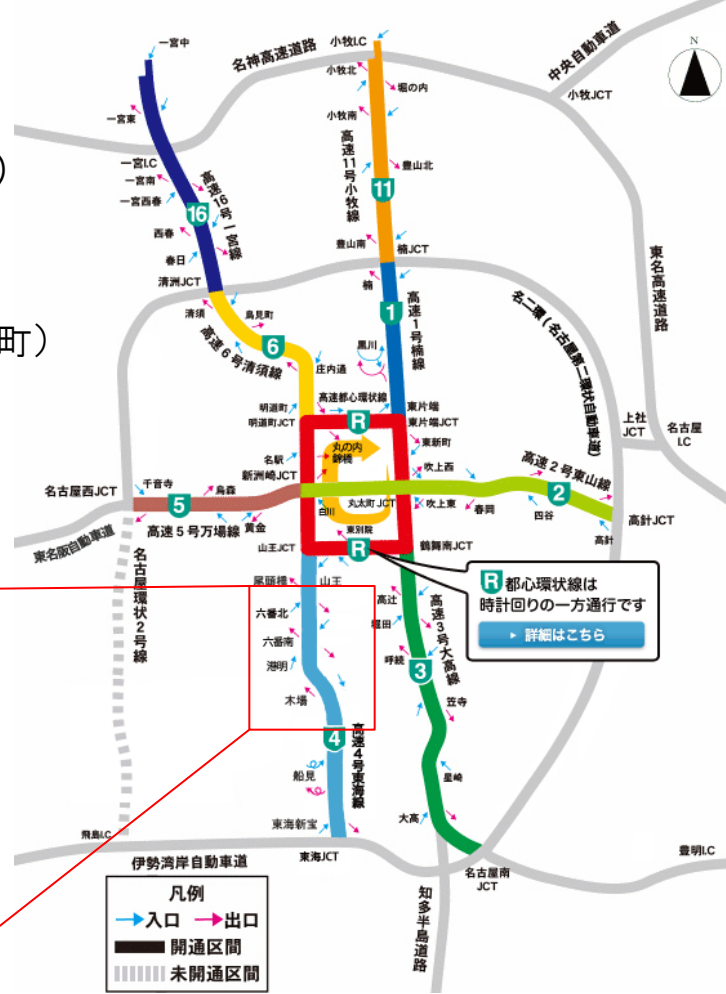 一宮中
名神高速道路
小牧I.C
中央自動車道
N
小牧北
堀の内
小牧JCT
一宮東
小牧南
高速11号小牧線
）
一宮I.C
豊山北
一宮南
高速16号一宮線
一宮西春
16
11
西春
豊山南
楠JCT
東名高速道路
春日
清洲JCT
楠
名二環(名古屋第二環状自動車道)
清須
鳥見町
1
高速1号楠線
町）
6
黒川
高速6号清須線
庄内通
高速都心環状線
明道町
東片端
明道町JCT
R
東片端JCT
上社
JCT
名古屋
I.C
丸の内
錦橋
東新町
名駅
吹上西
高速2号東山線
新洲崎JCT
千音寺
烏森
名古屋西JCT
丸太町JCT
2
5
白川
吹上東
春岡
四谷
高針JCT
高速5号万場線
黄金
東別院
高針
東名阪自動車道
山王JCT
R
鶴舞南JCT
名古屋環状2号線
尾頭橋
山王
R都心環状線は
時計回りの一方通行です
詳細はこちら
高辻
六番北
堀田
高速3号大高線
六番南
呼続
港明
3
木場
笠寺
4
高速4号東海線
船見
星崎
東海新宝
大高
飛島I.C
豊明I.C
伊勢湾岸自動車道
東海JCT
名古屋南
JCT
知多半島道路
凡例
入口
出口
開通区間
未開通区間